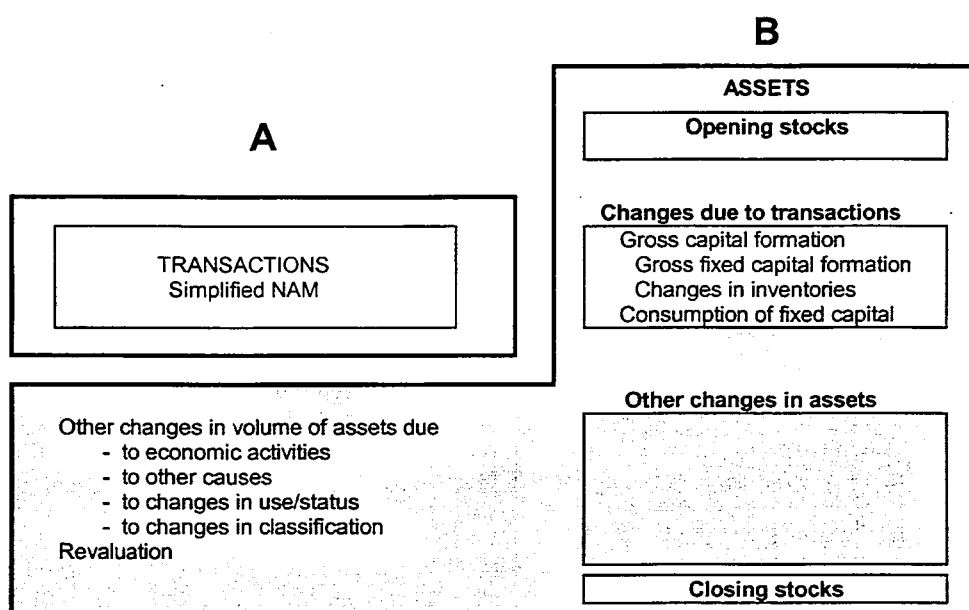 B
ASSETS
Opening stocks
A
Changes due to transactions
Gross capital formation
Gross fixed capital formation
Changes in inventories
Consumption of fixed capital
TRANSACTIONS
Simplified NAM
Other changes in assets
Other changes in volume of assets due
- to economic activities
- to other causes
- to changes in use/status
- to changes in classification
Revaluation
Closing stocks